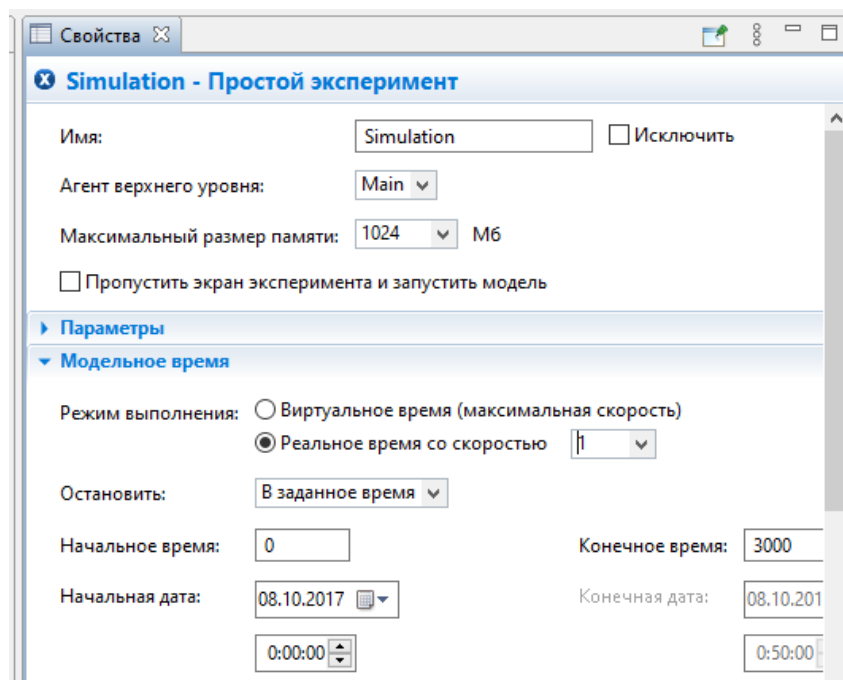 Свойства
Simulation - Простой эксперимент
Имя: Simulation Исключить
Агент верхнего уровня: Main
Максимальный размер памяти: 1024 Мб
Пропустить экран эксперимента и запустить модель
Параметры
Модельное время
Режим выполнения: Виртуальное время (максимальная скорость)
Реальное время со скоростью 1
Остановить: В заданное время
Начальное время: 0 Конечное время: 3000
Начальная дата: 08.10.2017 Конечная дата: 08.10.201
0:00:00 0:50:00